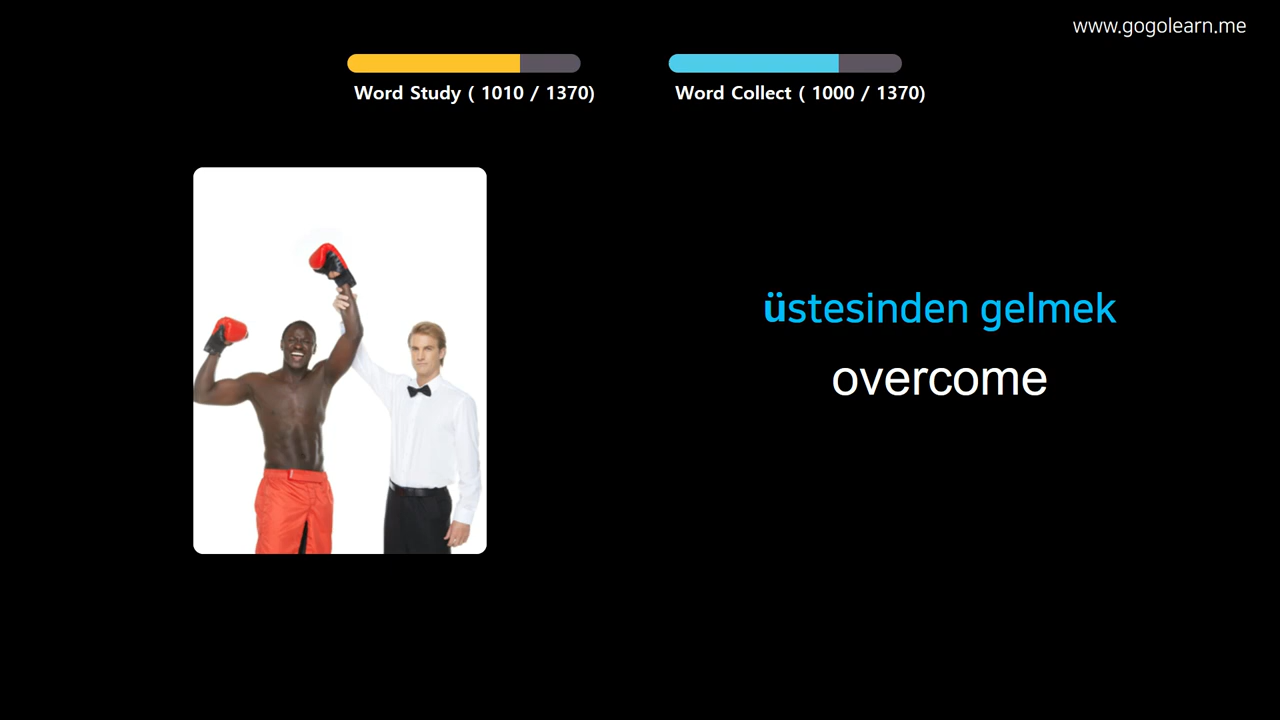 www.gogolearn.me
Word Study ( 1010 / 1370)
Word Collect ( 1000 / 1370)
üstesinden gelmek
overcome